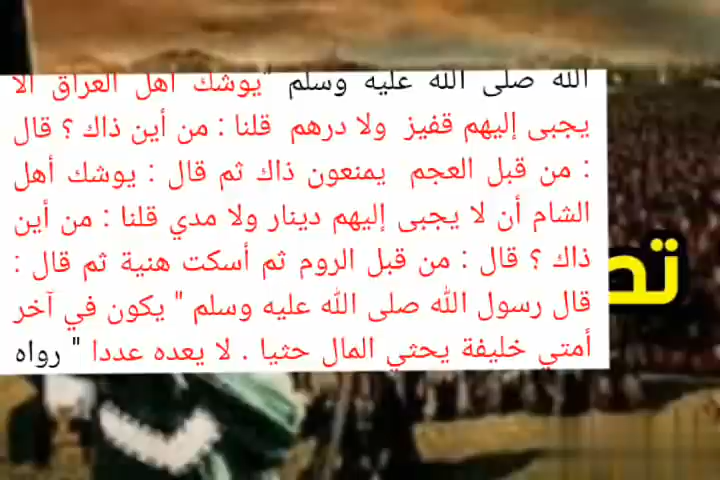 الله صلى الله عليه وسلم "يوشك أهل العراق ألا
يجبى إليهم قفيز ولا درهم قلنا : من أين ذاك ؟ قال
: من قبل العجم يمنعون ذاك ثم قال : يوشك أهل
الشام أن لا يجبى إليهم دينار ولا مدي قلنا : من أين
ذاك ؟ قال : من قبل الروم ثم أسكت هنية ثم قال :
قال رسول الله صلى الله عليه وسلم " يكون في آخر
أمتي خليفة يحثي المال حثيا . لا يعده عددا " رواه